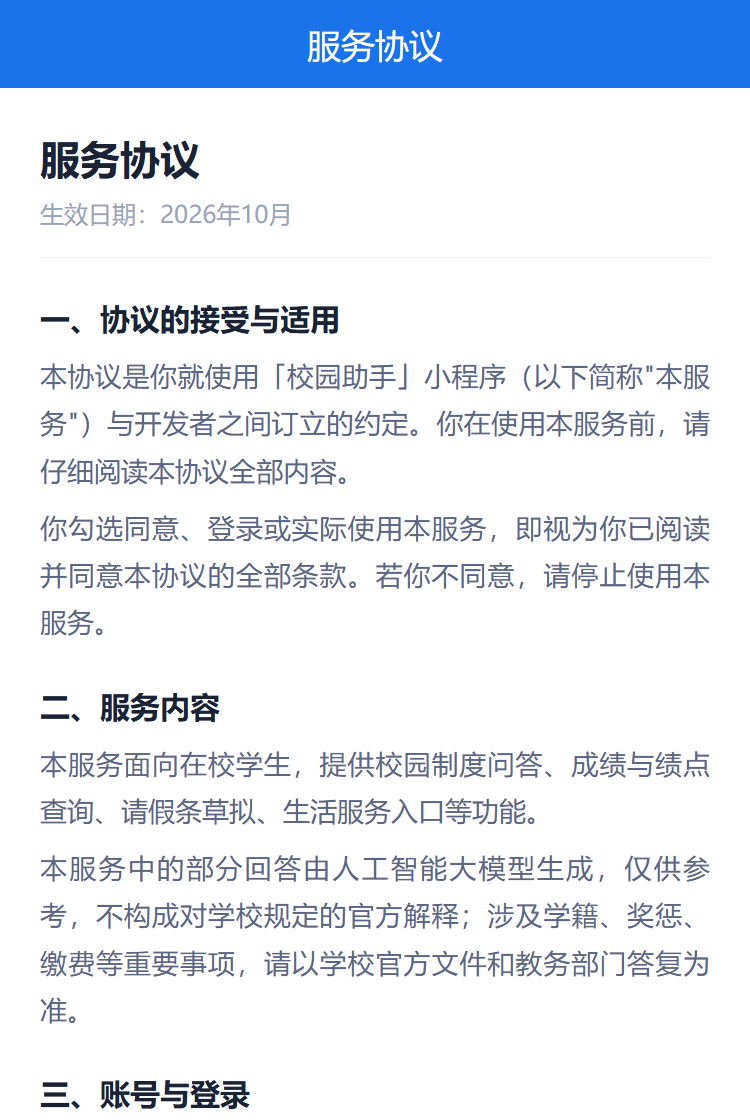 服务协议
服务协议
生效日期：2026年10月
一、协议的接受与适用
本协议是你就使用「校园助手」小程序（以下简称"本服
务"）与开发者之间订立的约定。你在使用本服务前，请
仔细阅读本协议全部内容。
你勾选同意、登录或实际使用本服务，即视为你已阅读
并同意本协议的全部条款。若你不同意，请停止使用本
服务。
二、服务内容
本服务面向在校学生，提供校园制度问答、成绩与绩点
查询、请假条草拟、生活服务入口等功能。
本服务中的部分回答由人工智能大模型生成，仅供参
考，不构成对学校规定的官方解释；涉及学籍、奖惩、
缴费等重要事项，请以学校官方文件和教务部门答复为
准。
三、账号与登录